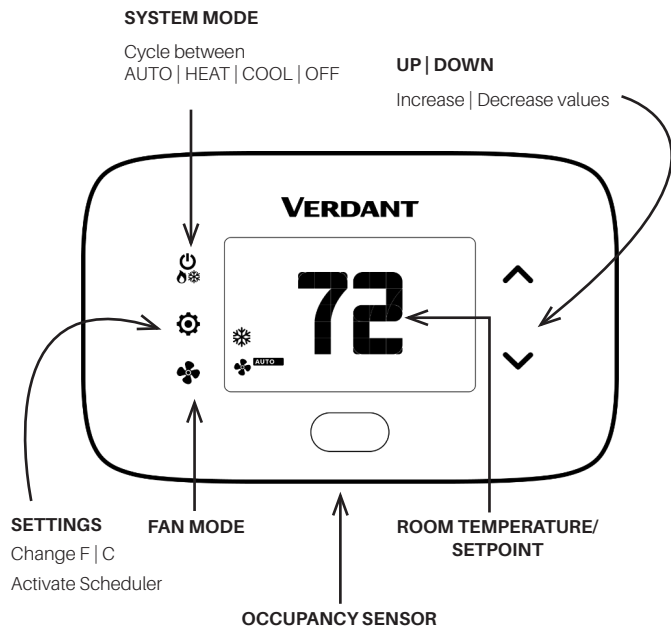 SYSTEM MODE
Cycle between
AUTO | HEAT | COOL | OFF
UP | DOWN
Increase | Decrease values
VERDANT
72
AUTO
SETTINGS
Change F | C
Activate Scheduler
FAN MODE
ROOM TEMPERATURE/
SETPOINT
OCCUPANCY SENSOR